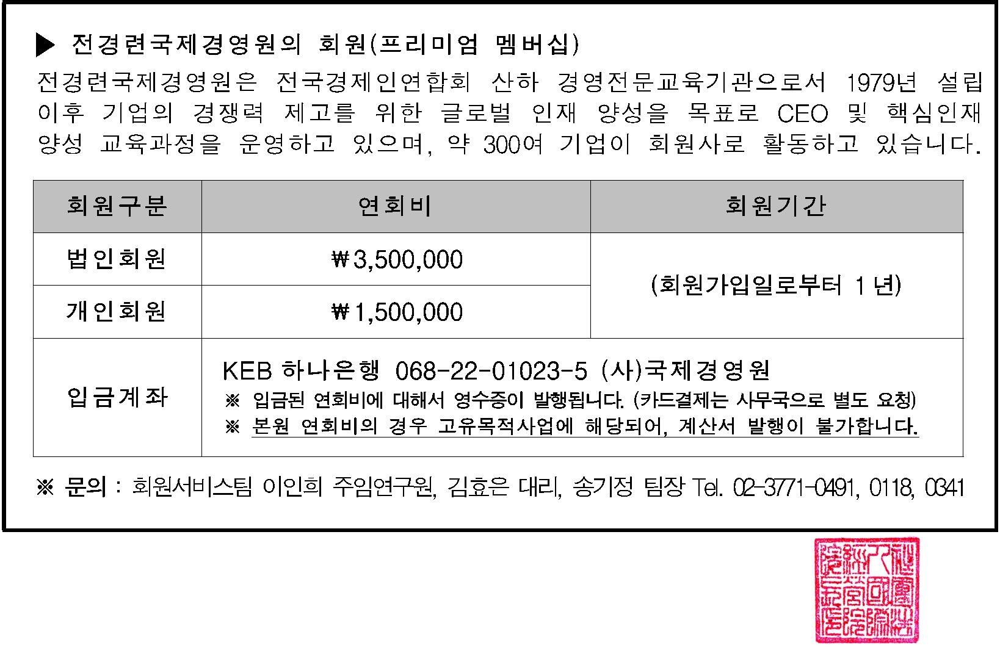 ▶ 전경련국제경영원의 회원(프리미엄 멤버십)
전경련국제경영원은 전국경제인연합회 산하 경영전문교육기관으로서 1979년 설립
이후 기업의 경쟁력 제고를 위한 글로벌 인재 양성을 목표로 CEO 및 핵심인재
양성 교육과정을 운영하고 있으며, 약 300여 기업이 회원사로 활동하고 있습니다.
회원구분 연회비 회원기간
법인회원 ₩3,500,000
(회원가입일로부터 1년)
개인회원 ₩1,500,000
입금계좌
KEB하나은행 068-22-01023-5 (사)국제경영원
※ 입금된 연회비에 대해서 영수증이 발행됩니다. (카드결제는 사무국으로 별도 요청)
※ 본원 연회비의 경우 고유목적사업에 해당되어, 계산서 발행이 불가합니다.
※ 문의 : 회원서비스팀 이인희 주임연구원, 김효은 대리, 송기정 팀장 Tel. 02-3771-0491, 0118, 0341